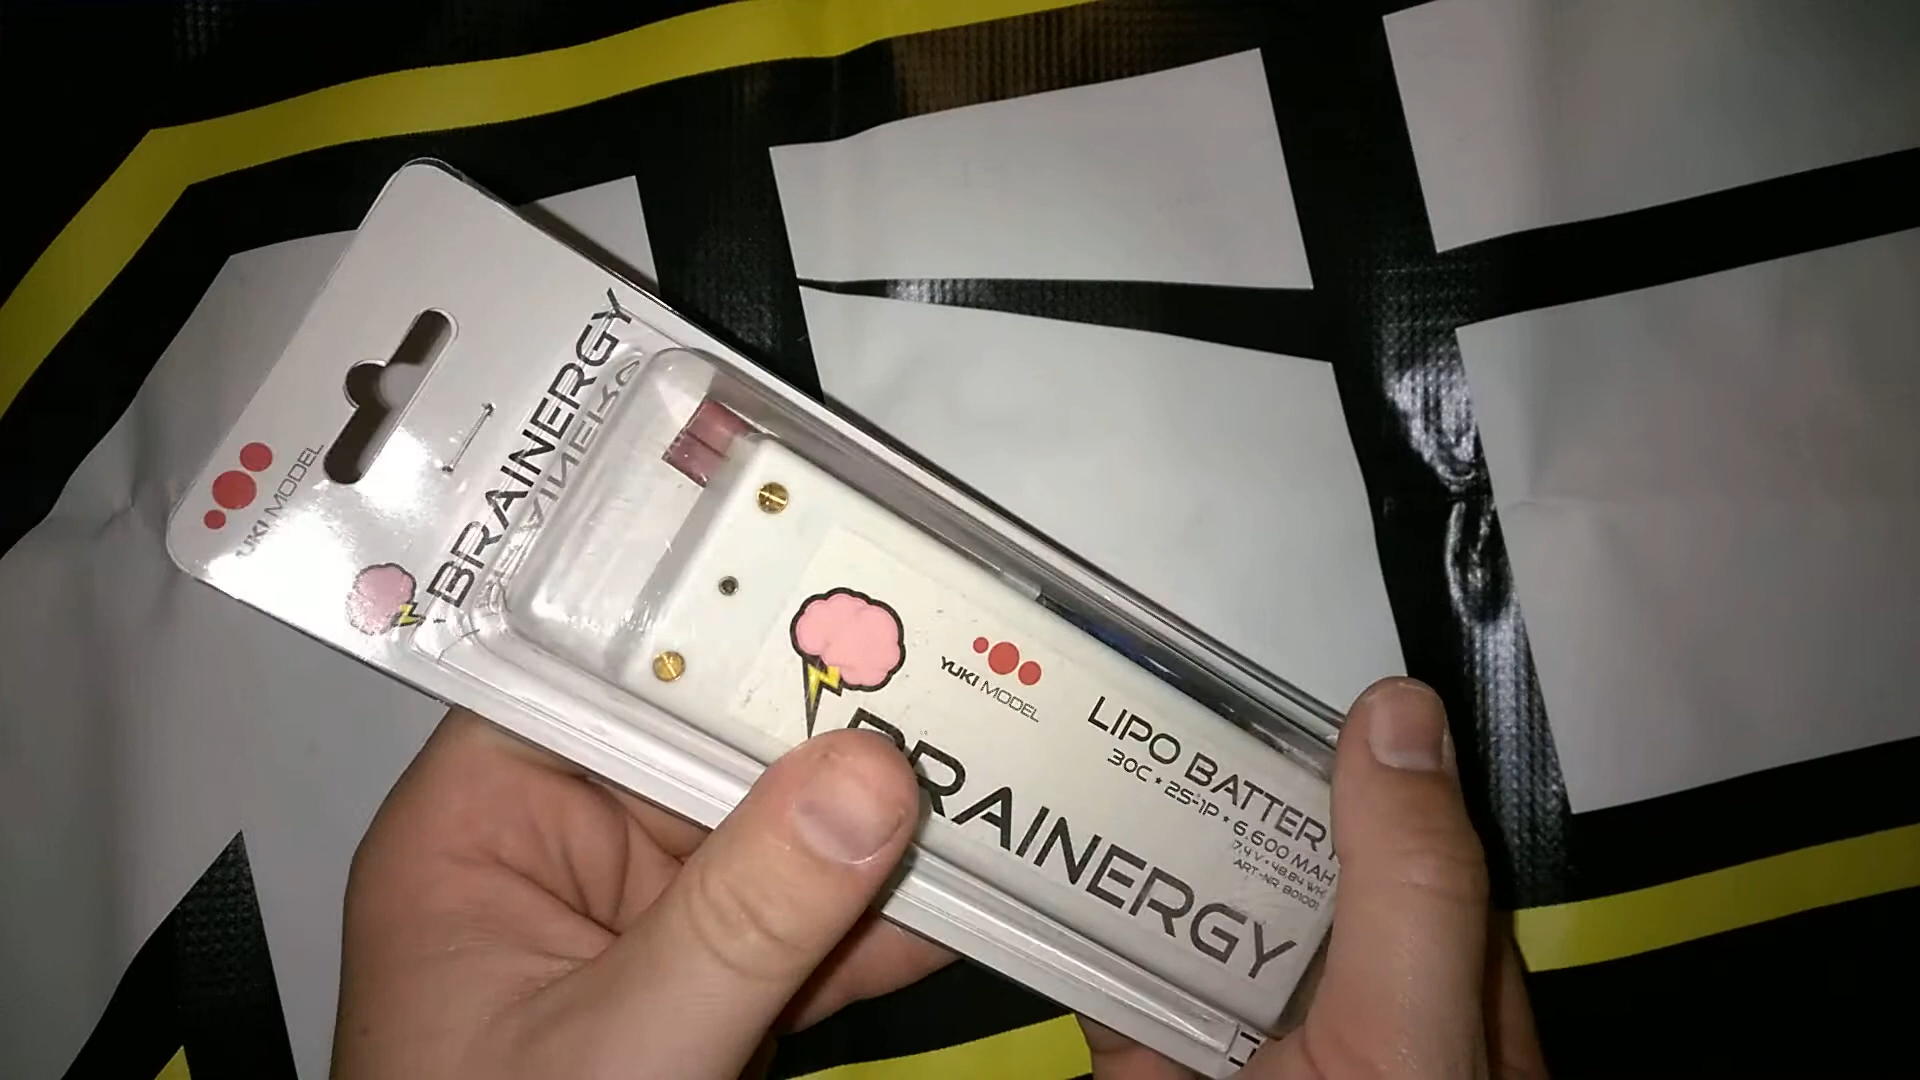 YUKI MODEL
BRAINERGY
YUKI MODEL
LIPO BATTERY
30C * 2S-1P * 6.600 MAH
7,4 V * 48,84 WH
ART.-NR. 801001
BRAINERGY